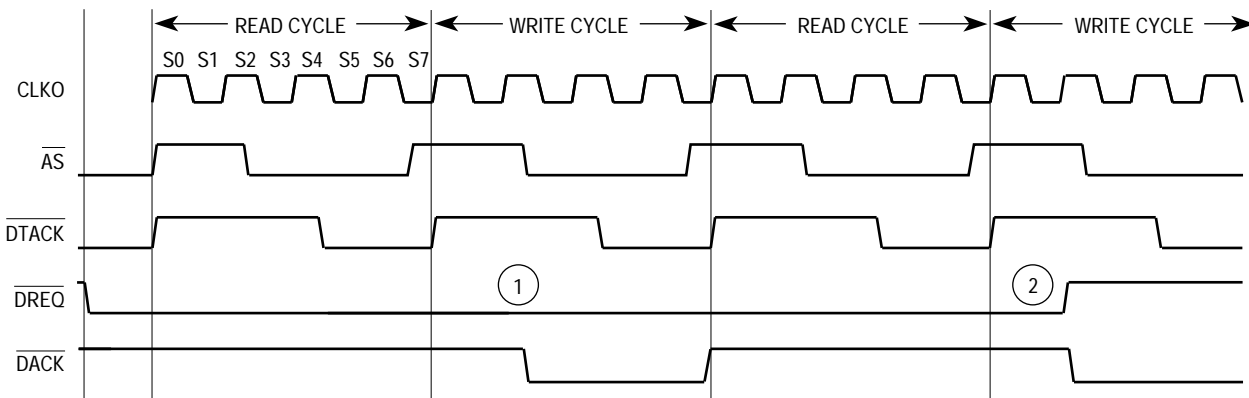 READ CYCLE WRITE CYCLE READ CYCLE WRITE CYCLE
S0 S1 S2 S3 S4 S5 S6 S7
CLKO
AS
DTACK
DREQ 1 2
DACK